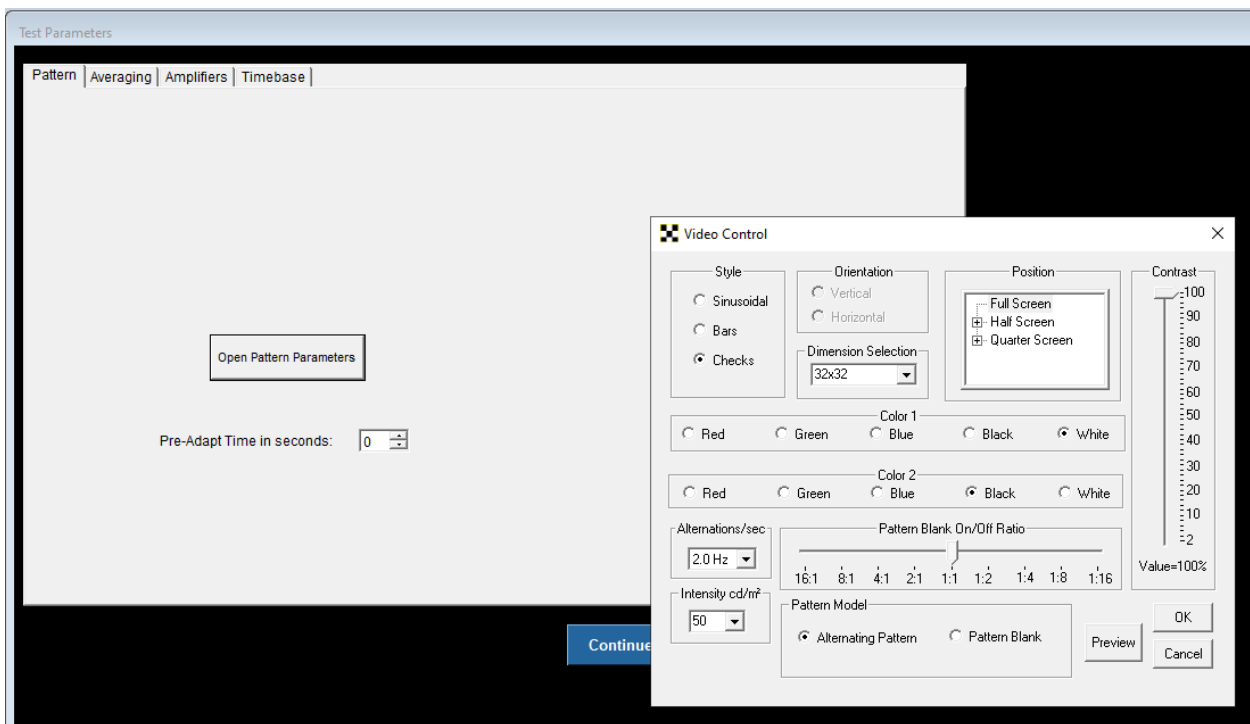 Test Parameters
Pattern Averaging Amplifiers Timebase
Open Pattern Parameters
Pre-Adapt Time in seconds: 0
Continue
Video Control
Style
Sinusoidal
Bars
Checks
Orientation
Vertical
Horizontal
Dimension Selection
32x32
Position
Full Screen
Half Screen
Quarter Screen
Contrast
100
90
80
70
60
50
40
30
20
10
2
Value=100%
Color 1
Red Green Blue Black White
Color 2
Red Green Blue Black White
Alternations/sec
2.0 Hz
Pattern Blank On/Off Ratio
16:1 8:1 4:1 2:1 1:1 1:2 1:4 1:8 1:16
Intensity cd/m²
50
Pattern Model
Alternating Pattern Pattern Blank
Preview
OK
Cancel